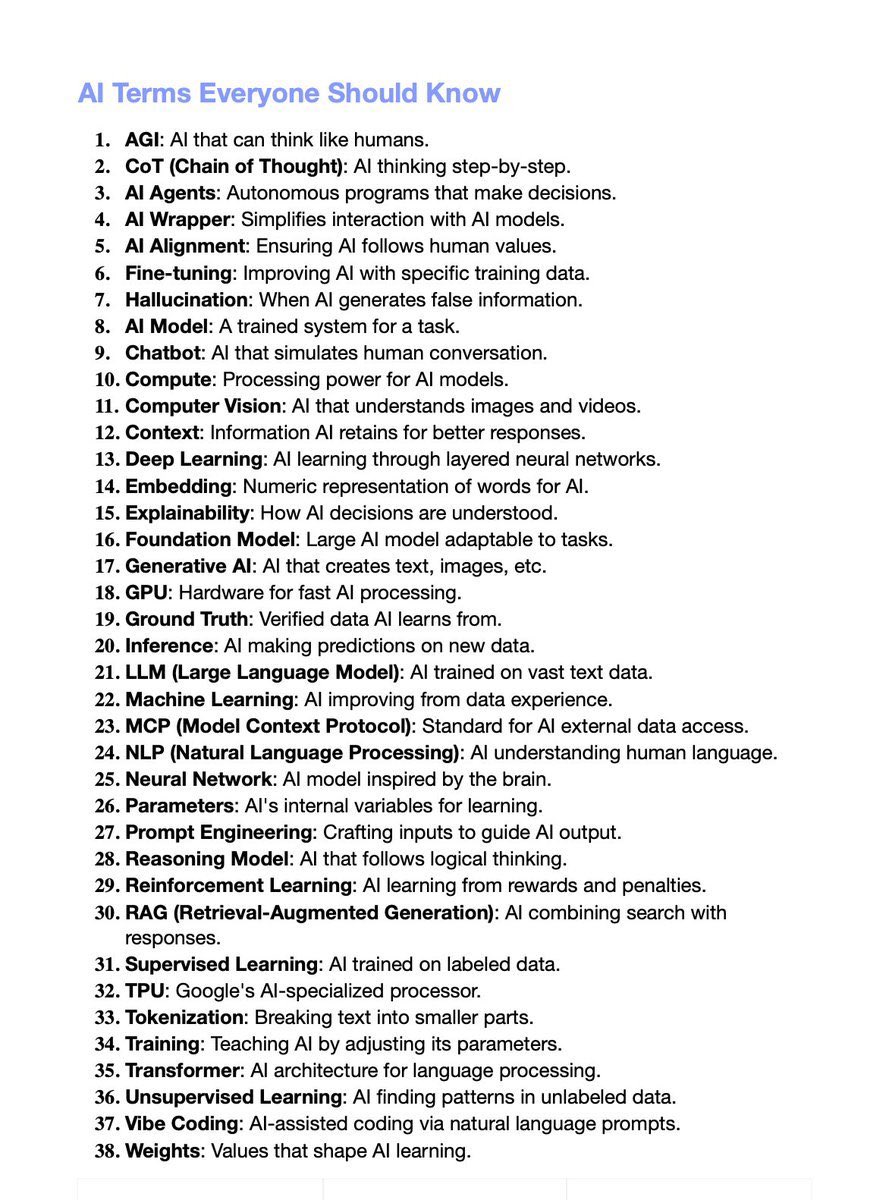 AI Terms Everyone Should Know
1. AGI: AI that can think like humans.
2. CoT (Chain of Thought): AI thinking step-by-step.
3. AI Agents: Autonomous programs that make decisions.
4. AI Wrapper: Simplifies interaction with AI models.
5. AI Alignment: Ensuring AI follows human values.
6. Fine-tuning: Improving AI with specific training data.
7. Hallucination: When AI generates false information.
8. AI Model: A trained system for a task.
9. Chatbot: AI that simulates human conversation.
10. Compute: Processing power for AI models.
11. Computer Vision: AI that understands images and videos.
12. Context: Information AI retains for better responses.
13. Deep Learning: AI learning through layered neural networks.
14. Embedding: Numeric representation of words for AI.
15. Explainability: How AI decisions are understood.
16. Foundation Model: Large AI model adaptable to tasks.
17. Generative AI: AI that creates text, images, etc.
18. GPU: Hardware for fast AI processing.
19. Ground Truth: Verified data AI learns from.
20. Inference: AI making predictions on new data.
21. LLM (Large Language Model): AI trained on vast text data.
22. Machine Learning: AI improving from data experience.
23. MCP (Model Context Protocol): Standard for AI external data access.
24. NLP (Natural Language Processing): AI understanding human language.
25. Neural Network: AI model inspired by the brain.
26. Parameters: AI's internal variables for learning.
27. Prompt Engineering: Crafting inputs to guide AI output.
28. Reasoning Model: AI that follows logical thinking.
29. Reinforcement Learning: AI learning from rewards and penalties.
30. RAG (Retrieval-Augmented Generation): AI combining search with
responses.
31. Supervised Learning: AI trained on labeled data.
32. TPU: Google's AI-specialized processor.
33. Tokenization: Breaking text into smaller parts.
34. Training: Teaching AI by adjusting its parameters.
35. Transformer: AI architecture for language processing.
36. Unsupervised Learning: AI finding patterns in unlabeled data.
37. Vibe Coding: AI-assisted coding via natural language prompts.
38. Weights: Values that shape AI learning.